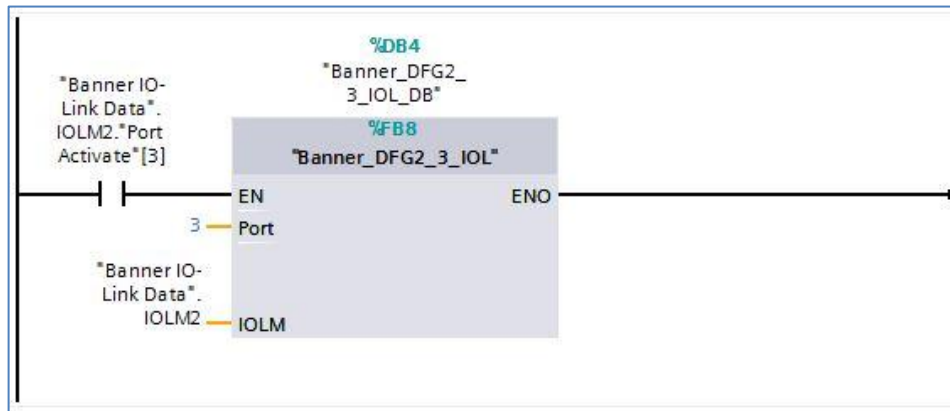 %DB4
"Banner_DFG2_
3_IOL_DB"
"Banner IO-
Link Data".
IOLM2."Port
Activate"[3]
%FB8
"Banner_DFG2_3_IOL"
EN
ENO
3
Port
"Banner IO-
Link Data".
IOLM2
IOLM